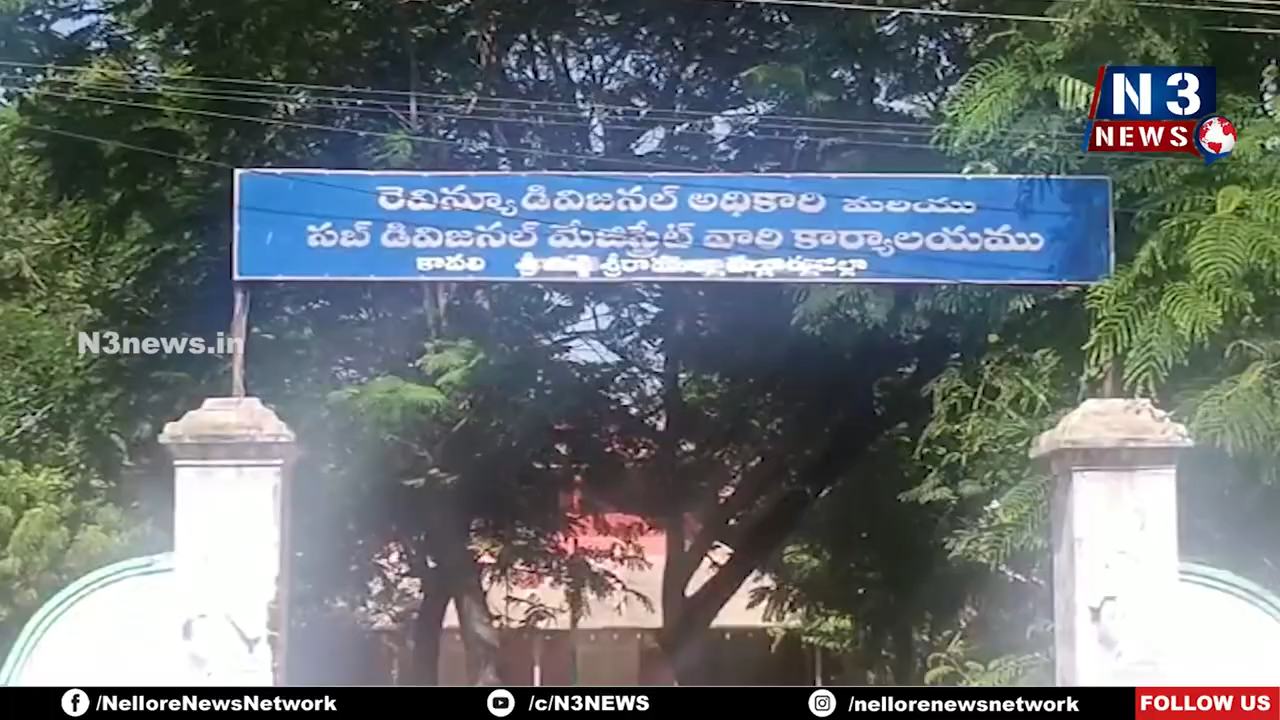 N3
NEWS
రెవిన్యూ డివిజనల్ అధికారి మరియు
సబ్ డివిజనల్ మేజిస్ట్రేట్ వారి కార్యాలయము
కావలి
N3news.in
/NelloreNewsNetwork
/c/N3NEWS
/nellorenewsnetwork
FOLLOW US